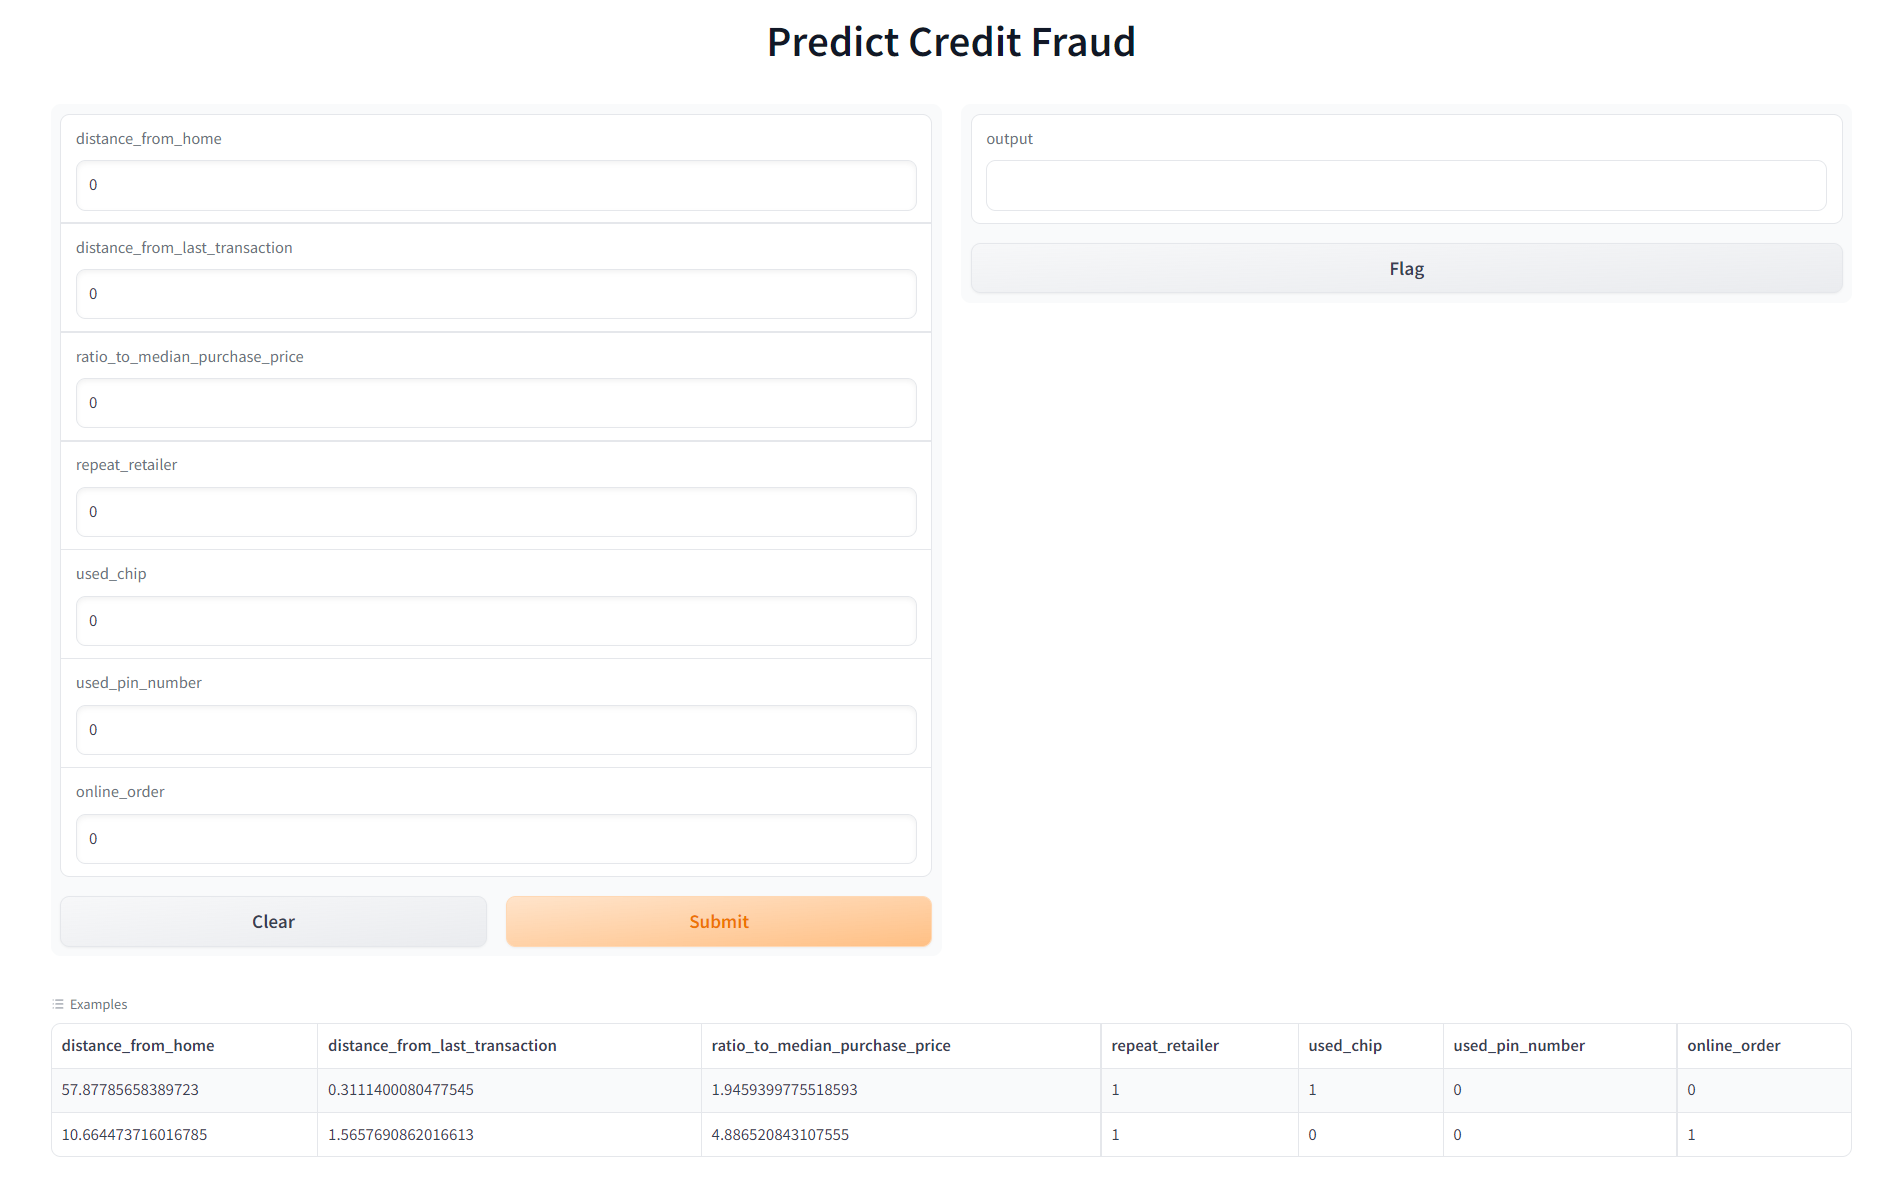 Predict Credit Fraud
distance_from_home
0
distance_from_last_transaction
0
ratio_to_median_purchase_price
0
repeat_retailer
0
used_chip
0
used_pin_number
0
online_order
0
Clear Submit
output
Flag
Examples
distance_from_home distance_from_last_transaction ratio_to_median_purchase_price repeat_retailer used_chip used_pin_number online_order
57.87785658389723 0.3111400080477545 1.9459399775518593 1 1 0 0
10.664473716016785 1.5657690862016613 4.886520843107555 1 0 0 1